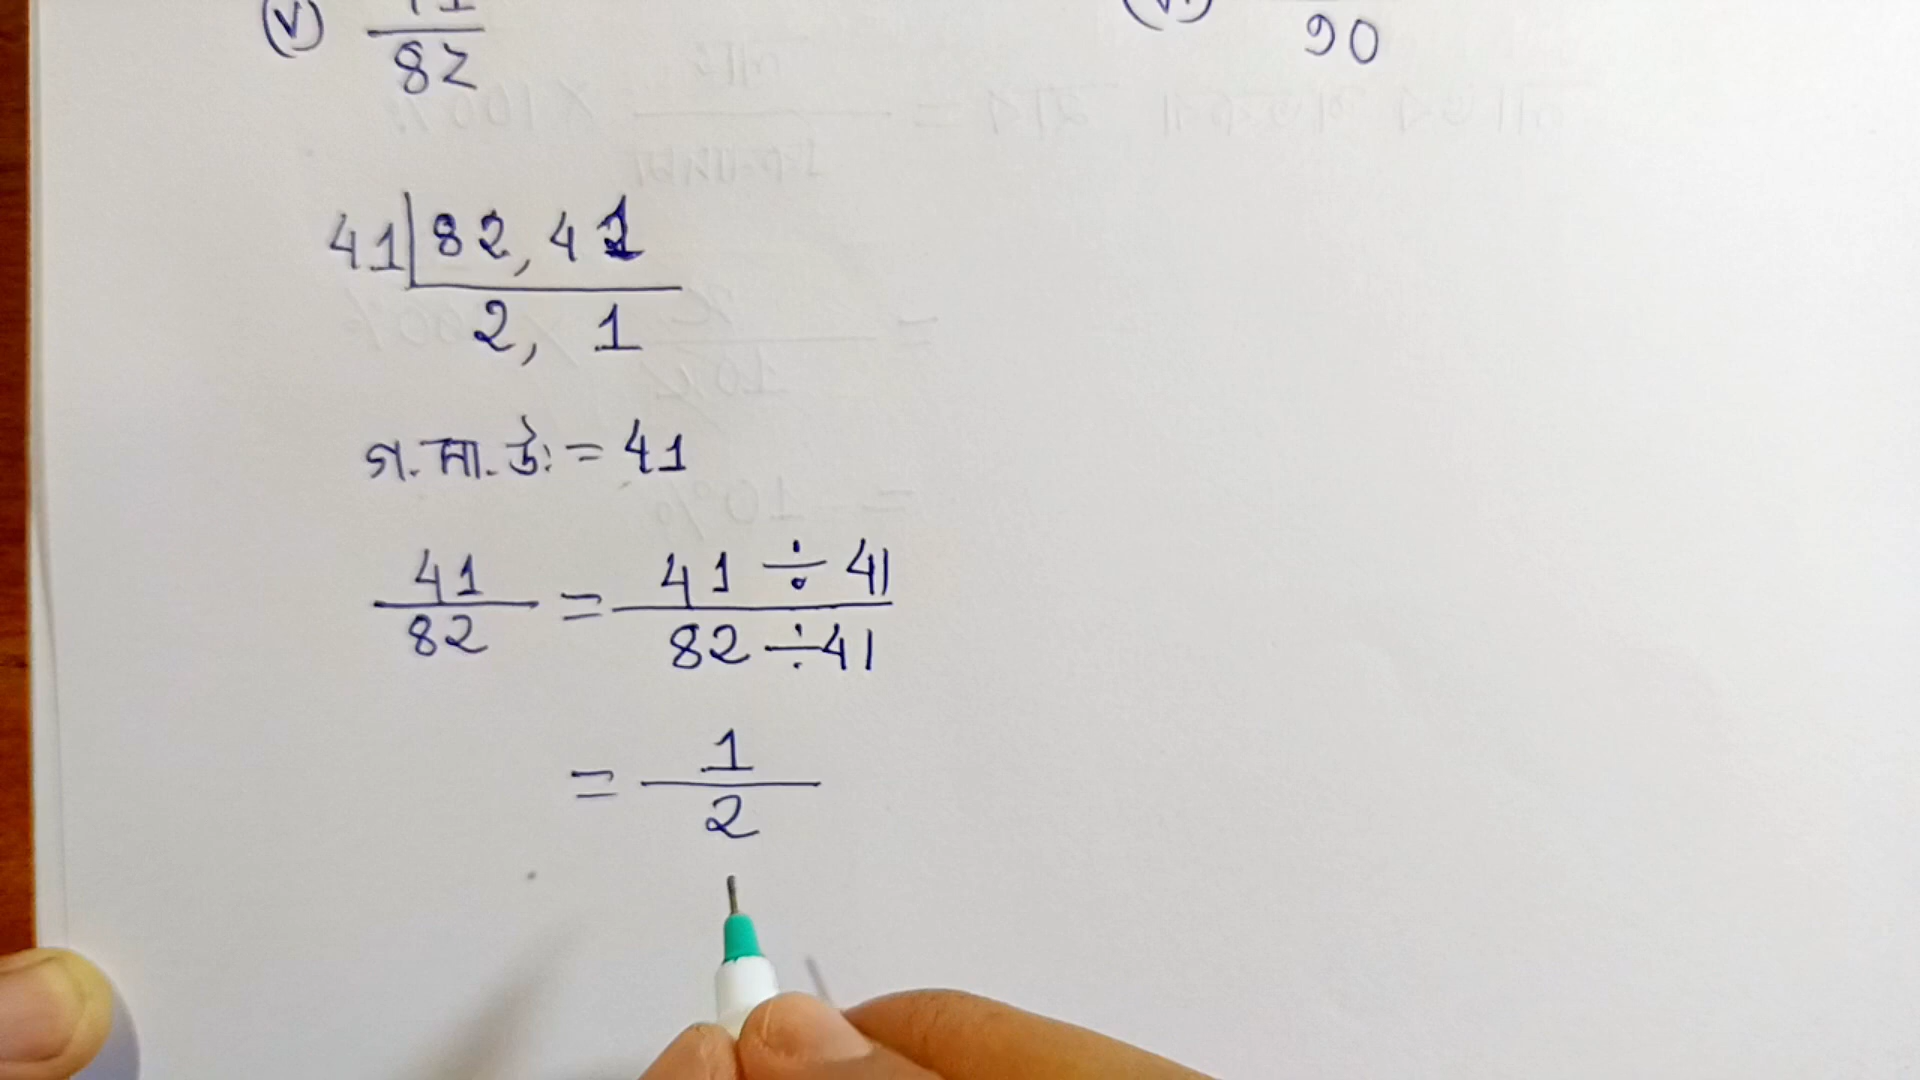 (v) 41/82
90
41|82, 41
2, 1
গ.সা.উঃ = 41
41/82 = 41 ÷ 41/82 ÷ 41
= 1/2